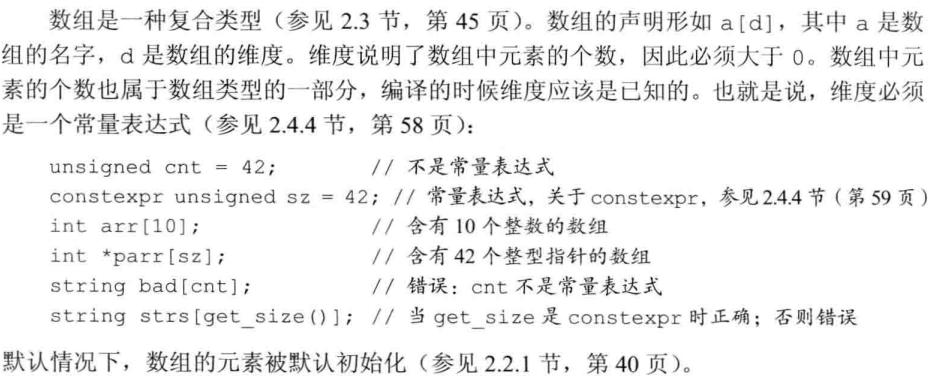 数组是一种复合类型（参见 2.3 节，第 45 页）。数组的声明形如 a[d]，其中 a 是数
组的名字，d 是数组的维度。维度说明了数组中元素的个数，因此必须大于 0。数组中元
素的个数也属于数组类型的一部分，编译的时候维度应该是已知的。也就是说，维度必须
是一个常量表达式（参见 2.4.4 节，第 58 页）：
unsigned cnt = 42; // 不是常量表达式
constexpr unsigned sz = 42; // 常量表达式，关于 constexpr，参见 2.4.4 节（第 59 页）
int arr[10]; // 含有 10 个整数的数组
int *parr[sz]; // 含有 42 个整型指针的数组
string bad[cnt]; // 错误：cnt 不是常量表达式
string strs[get_size()]; // 当 get_size 是 constexpr 时正确；否则错误
默认情况下，数组的元素被默认初始化（参见 2.2.1 节，第 40 页）。